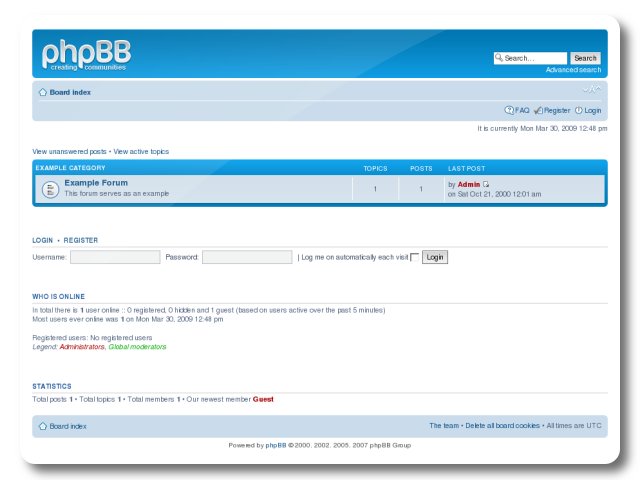 phpBB
creating communities
Search…
Search
Advanced search
Board index
FAQ Register Login
It is currently Mon Mar 30, 2009 12:48 pm
View unanswered posts • View active topics
EXAMPLE CATEGORY TOPICS POSTS LAST POST
Example Forum
This forum serves as an example
1 1
by Admin
on Sat Oct 21, 2000 12:01 am
LOGIN • REGISTER
Username: Password: | Log me on automatically each visit Login
WHO IS ONLINE
In total there is 1 user online :: 0 registered, 0 hidden and 1 guest (based on users active over the past 5 minutes)
Most users ever online was 1 on Mon Mar 30, 2009 12:48 pm
Registered users: No registered users
Legend: Administrators, Global moderators
STATISTICS
Total posts 1 • Total topics 1 • Total members 1 • Our newest member Guest
Board index The team • Delete all board cookies • All times are UTC
Powered by phpBB © 2000, 2002, 2005, 2007 phpBB Group